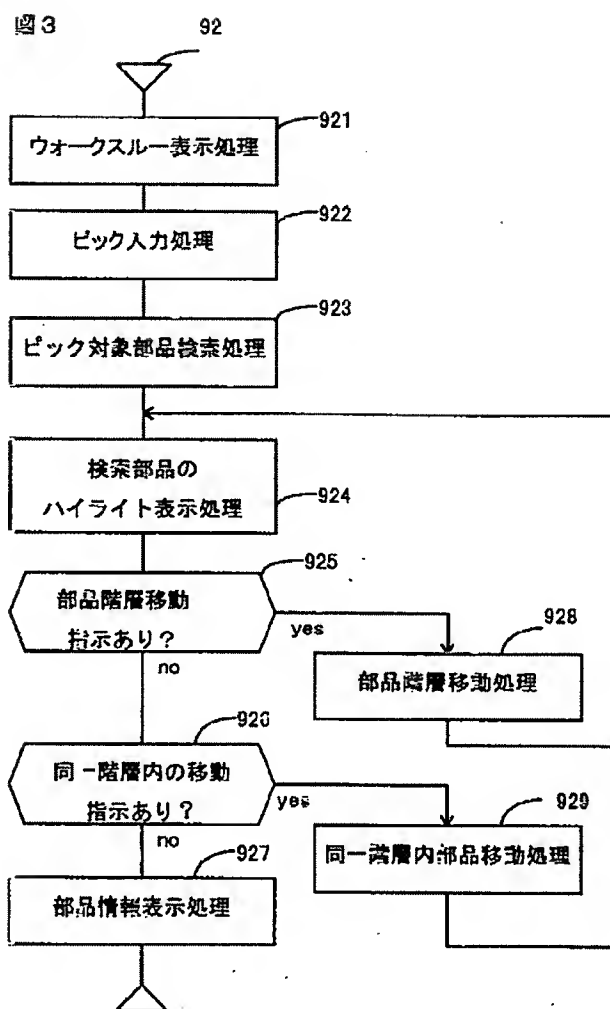 図3
92
921
ウォークスルー表示処理
922
ピック入力処理
923
ピック対象部品検索処理
検索部品の
ハイライト表示処理
924
925
部品階層移動
指示あり?
yes
no
928
部品階層移動処理
926
同一階層内の移動
指示あり?
yes
no
929
同一階層内部品移動処理
927
部品情報表示処理